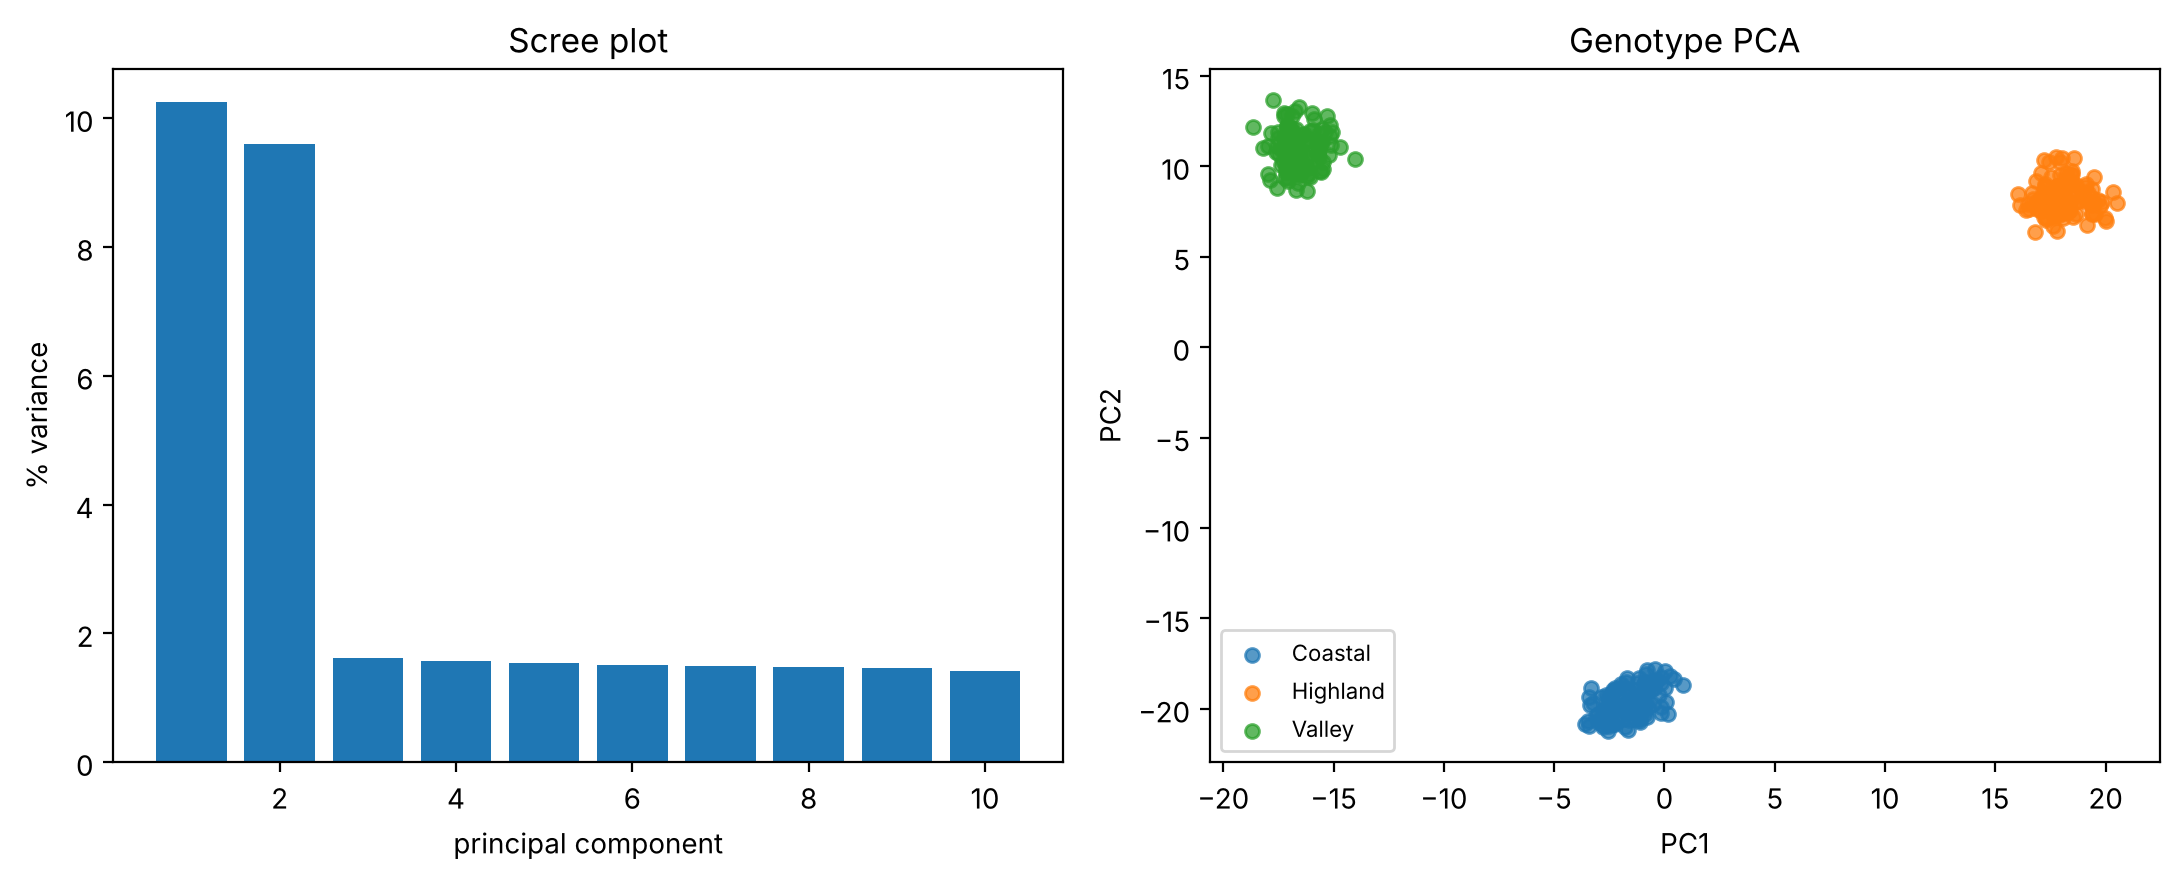 Scree plot
10
8
6
4
2
0
% variance
2 4 6 8 10
principal component
Genotype PCA
15
10
5
0
−5
−10
−15
−20
PC2
Coastal
Highland
Valley
−20 −15 −10 −5 0 5 10 15 20
PC1